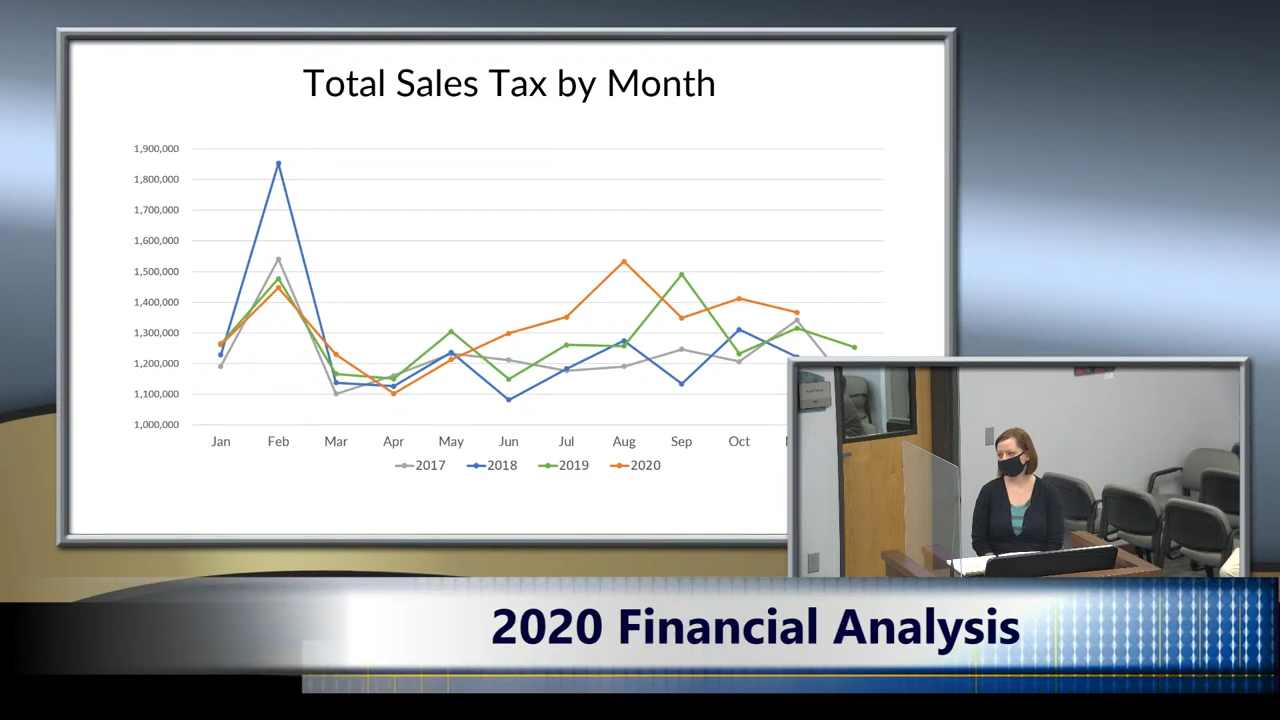 Total Sales Tax by Month
1,900,000
1,800,000
1,700,000
1,600,000
1,500,000
1,400,000
1,300,000
1,200,000
1,100,000
1,000,000
Jan Feb Mar Apr May Jun Jul Aug Sep Oct
2017 2018 2019 2020
2020 Financial Analysis